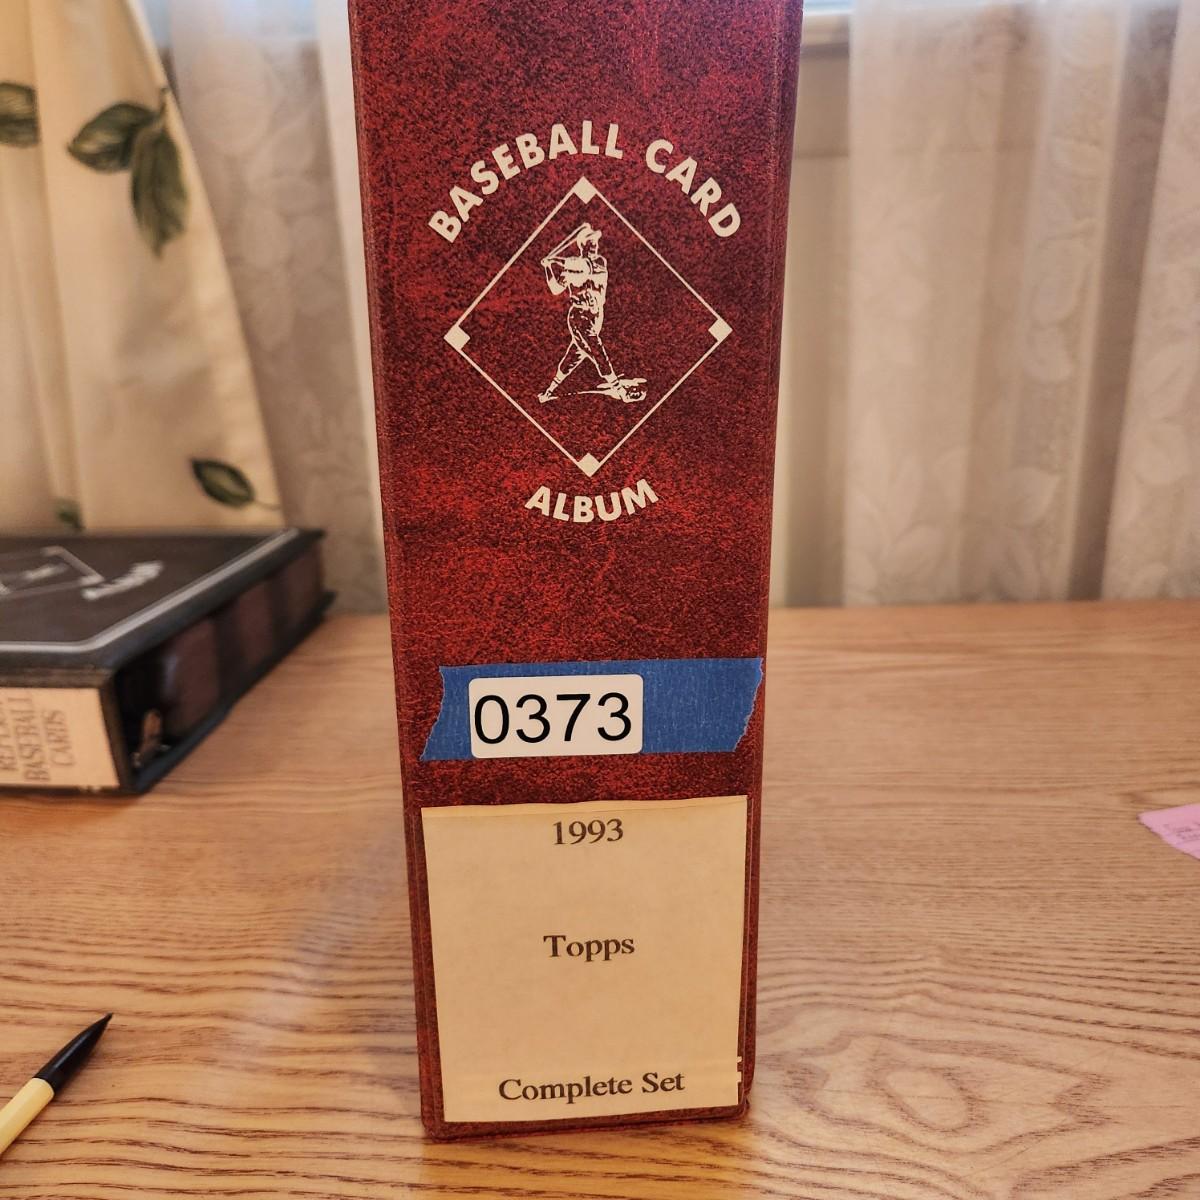 BASEBALL CARD
ALBUM
0373
1993
Topps
Complete Set
BASEBALL
CARDS